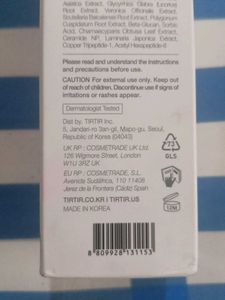 Asiatica Extract, Glycyrrhiza Glabra (Licorice)
Root Extract, Veronica Officinalis Extract,
Scutellaria Baicalensis Root Extract, Polygonum
Cuspidatum Root Extract, Beta-Glucan, Sorbic
Acid, Chamaecyparis Obtusa Leaf Extract,
Ceramide NP, Laminaria Japonica Extract,
Copper Tripeptide-1, Acetyl Hexapeptide-8
Please read and understand the instructions
and precautions before use.
CAUTION For external use only. Keep out
of reach of children. Discontinue use if signs of
irritations or rashes appear.
Dermatologist Tested
Dist. by TIRTIR Inc.
5, Jandari-ro 3an-gil, Mapo-gu, Seoul,
Republic of Korea (04043)
UK RP : COSMETRADE UK Ltd.
126 Wigmore Street, London
W1U 3RZ UK
EU RP : COSMETRADE, S.L.
Avenida Sudáfrica, 110 11408
Jerez de la Frontera (Cádiz) Spain
73
GLS
TIRTIR.CO.KR / TIRTIR.US
MADE IN KOREA
12M
8 809928 131153